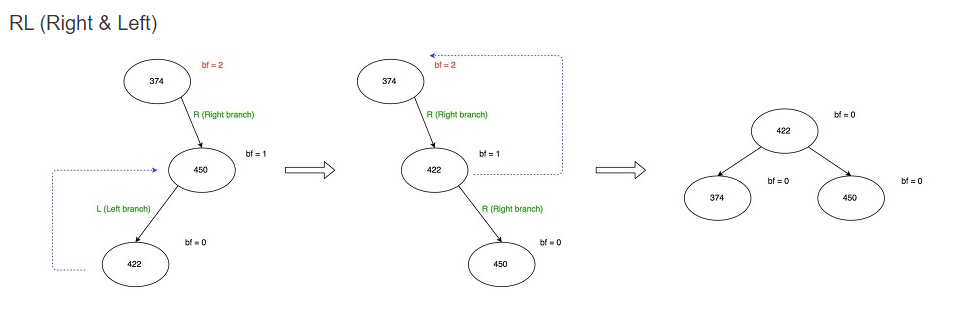 RL (Right & Left)
bf = 2
374
R (Right branch)
bf = 1
450
L (Left branch)
bf = 0
422
bf = 2
374
R (Right branch)
bf = 1
422
R (Right branch)
bf = 0
450
bf = 0
422
bf = 0
374
bf = 0
450